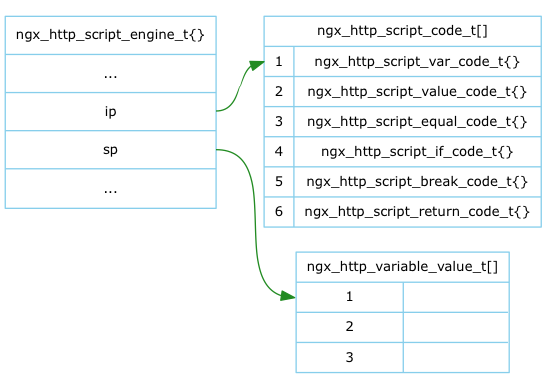 ngx_http_script_engine_t{}
...
ip
sp
...
ngx_http_script_code_t[]
1 ngx_http_script_var_code_t{}
2 ngx_http_script_value_code_t{}
3 ngx_http_script_equal_code_t{}
4 ngx_http_script_if_code_t{}
5 ngx_http_script_break_code_t{}
6 ngx_http_script_return_code_t{}
ngx_http_variable_value_t[]
1
2
3